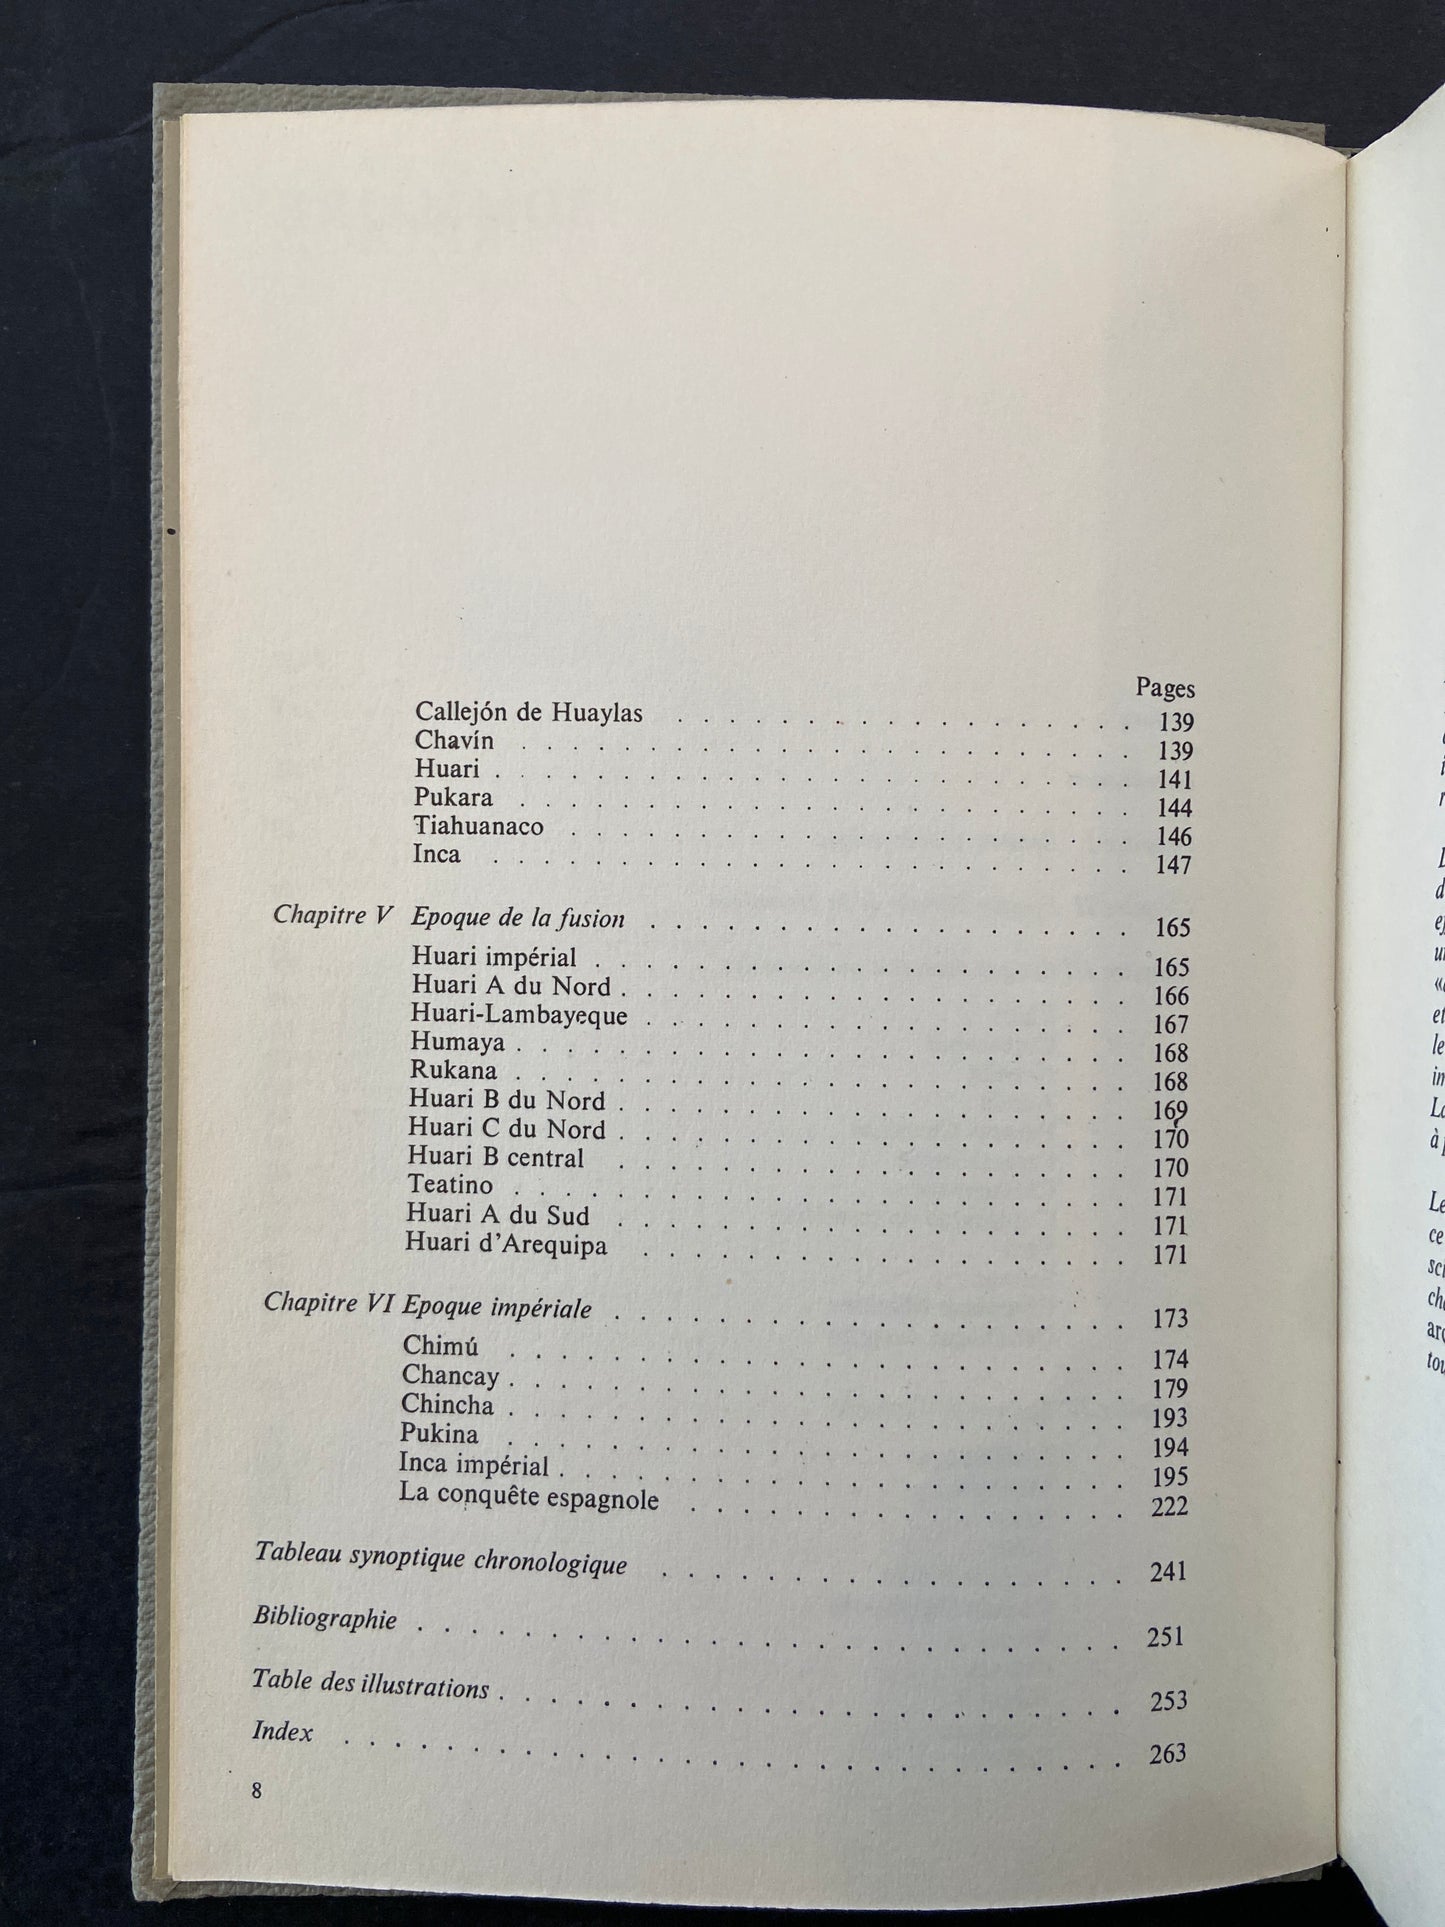 Pages
Callejón de Huaylas . . . . . . . . . . . . . . . . . . 139
Chavín . . . . . . . . . . . . . . . . . . . . . . . . 139
Huari . . . . . . . . . . . . . . . . . . . . . . . . . 141
Pukara . . . . . . . . . . . . . . . . . . . . . . . . 144
Tiahuanaco . . . . . . . . . . . . . . . . . . . . . . 146
Inca . . . . . . . . . . . . . . . . . . . . . . . . . 147
Chapitre V Epoque de la fusion . . . . . . . . . . . . . . . . . . . 165
Huari impérial . . . . . . . . . . . . . . . . . . . . . 165
Huari A du Nord . . . . . . . . . . . . . . . . . . . . 166
Huari-Lambayeque . . . . . . . . . . . . . . . . . . . 167
Humaya . . . . . . . . . . . . . . . . . . . . . . . . 168
Rukana . . . . . . . . . . . . . . . . . . . . . . . . 168
Huari B du Nord . . . . . . . . . . . . . . . . . . . . 169
Huari C du Nord . . . . . . . . . . . . . . . . . . . . 170
Huari B central . . . . . . . . . . . . . . . . . . . . 170
Teatino . . . . . . . . . . . . . . . . . . . . . . . . 171
Huari A du Sud . . . . . . . . . . . . . . . . . . . . 171
Huari d'Arequipa . . . . . . . . . . . . . . . . . . . 171
Chapitre VI Epoque impériale . . . . . . . . . . . . . . . . . . . . 173
Chimú . . . . . . . . . . . . . . . . . . . . . . . . 174
Chancay . . . . . . . . . . . . . . . . . . . . . . . . 179
Chincha . . . . . . . . . . . . . . . . . . . . . . . . 193
Pukina . . . . . . . . . . . . . . . . . . . . . . . . 194
Inca impérial . . . . . . . . . . . . . . . . . . . . . . 195
La conquête espagnole . . . . . . . . . . . . . . . . . 222
Tableau synoptique chronologique . . . . . . . . . . . . . . . . . . 241
Bibliographie . . . . . . . . . . . . . . . . . . . . . . . . . . . 251
Table des illustrations . . . . . . . . . . . . . . . . . . . . . . . . 253
Index . . . . . . . . . . . . . . . . . . . . . . . . . . . . . . 263
8